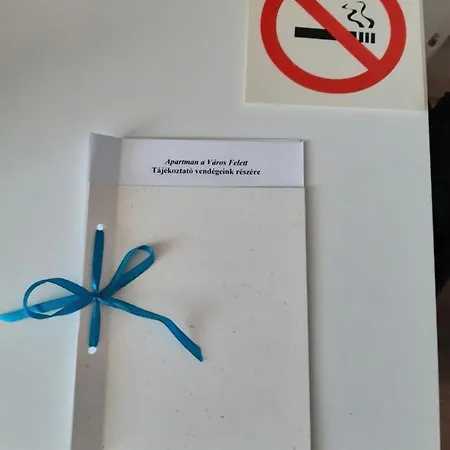 Apartman a Város Felett
Tájékoztató vendégeink részére